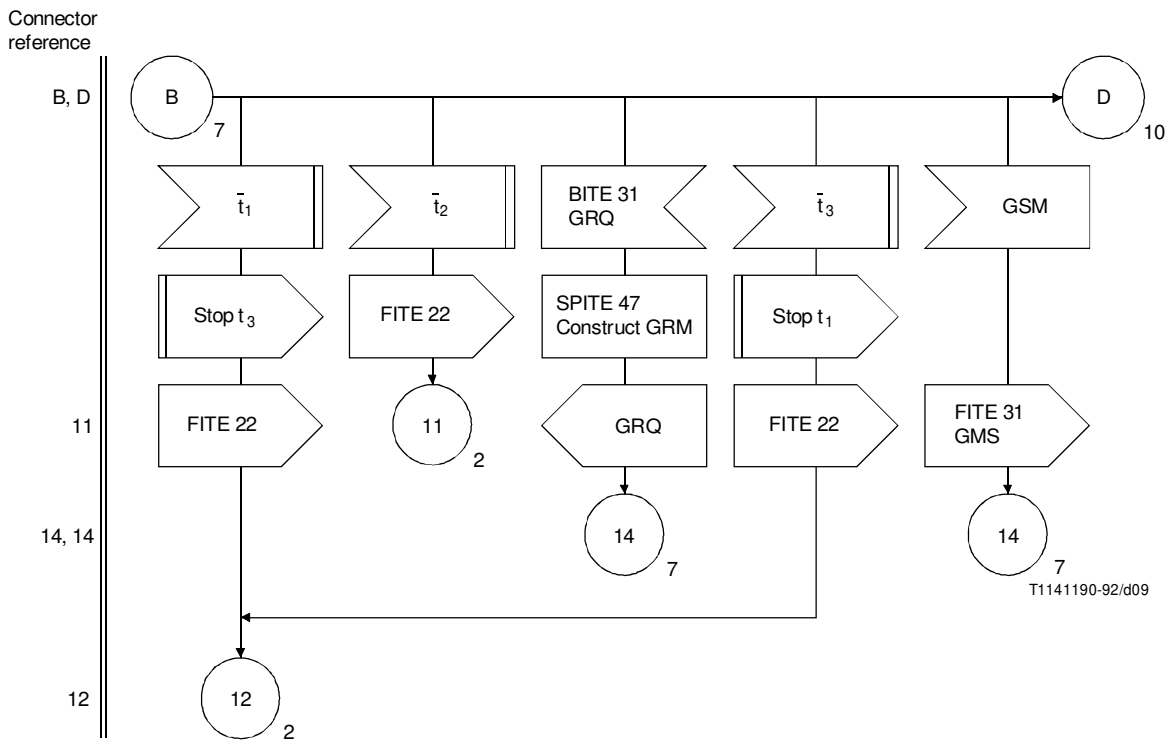 Connector
reference
B, D
B
7
D
10
t̄1
t̄2
BITE 31
GRQ
t̄3
GSM
Stop t3
FITE 22
SPITE 47
Construct GRM
Stop t1
11
FITE 22
11
2
GRQ
FITE 22
FITE 31
GMS
14, 14
14
7
14
7
T1141190-92/d09
12
12
2